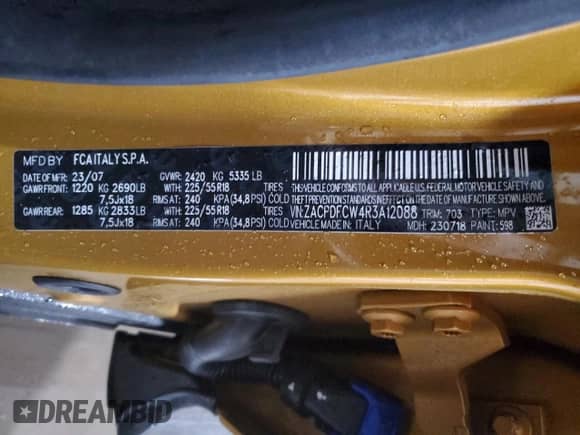 MFD BY FCA ITALY S.P.A.
DATE OF MFR: 23/07 GVWR: 2420 KG 5335 LB
GAWR FRONT: 1220 KG 2690LB WITH: 225/55R18 TIRES
7,5Jx18 RIMS AT: 240 KPA (34,8PSI) COLD
GAWR REAR: 1285 KG 2833LB WITH: 225/55R18 TIRES
7,5Jx18 RIMS AT: 240 KPA (34,8PSI) COLD
THIS VEHICLE CONFORMS TO ALL APPLICABLE U.S. FEDERAL MOTOR
VEHICLE SAFETY, BUMPER, AND
THEFT PREVENTION STANDARDS IN EFFECT ON THE DATE OF MANUFACTURE SHOWN ABOVE
VIN: ZACPDFCW4R3A12088 TRIM: 703 TYPE: MPV
VEHICLE MADE IN: ITALY MDH: 230718 PAINT: 598
DREAMBID